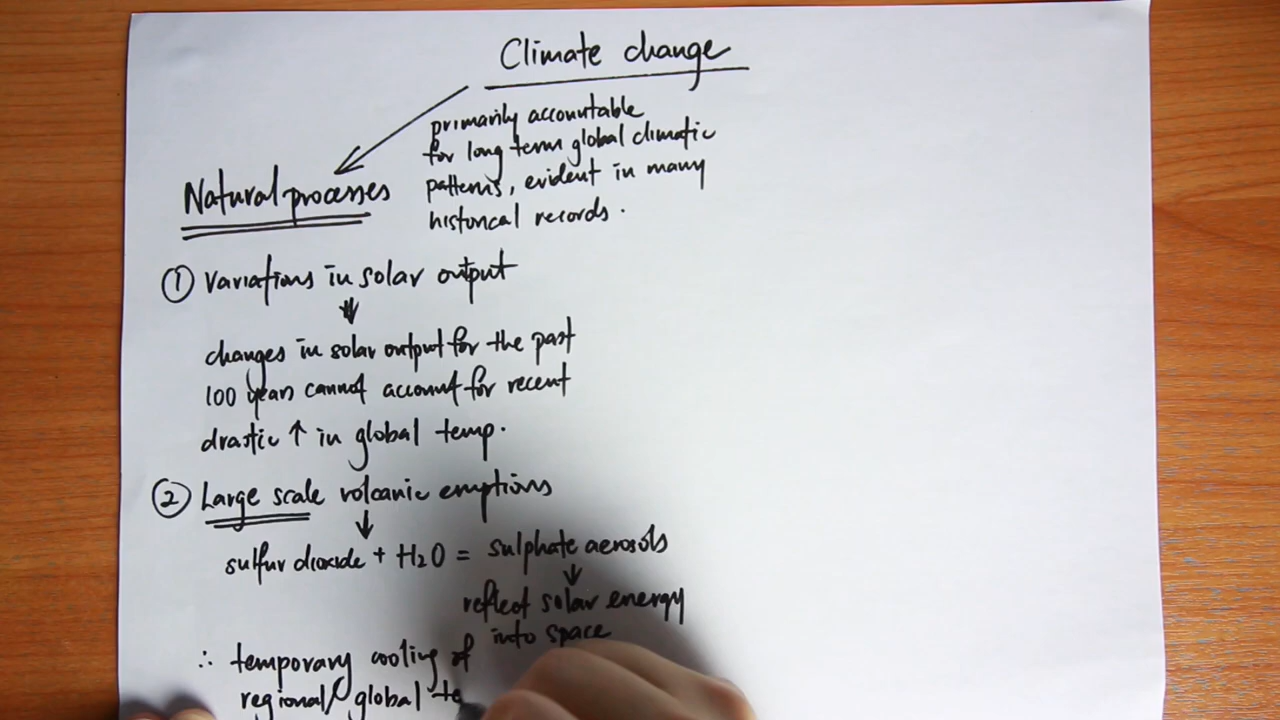 Climate change
primarily accountable
for long term global climatic
patterns, evident in many
historical records.
Natural processes
① Variations in solar output
↓
changes in solar output for the past
100 years cannot account for recent
drastic ↑ in global temp.
② Large scale volcanic eruptions
↓
sulfur dioxide + H2O = sulphate aerosols
↓
reflect solar energy
into space
∴ temporary cooling of
regional/global te